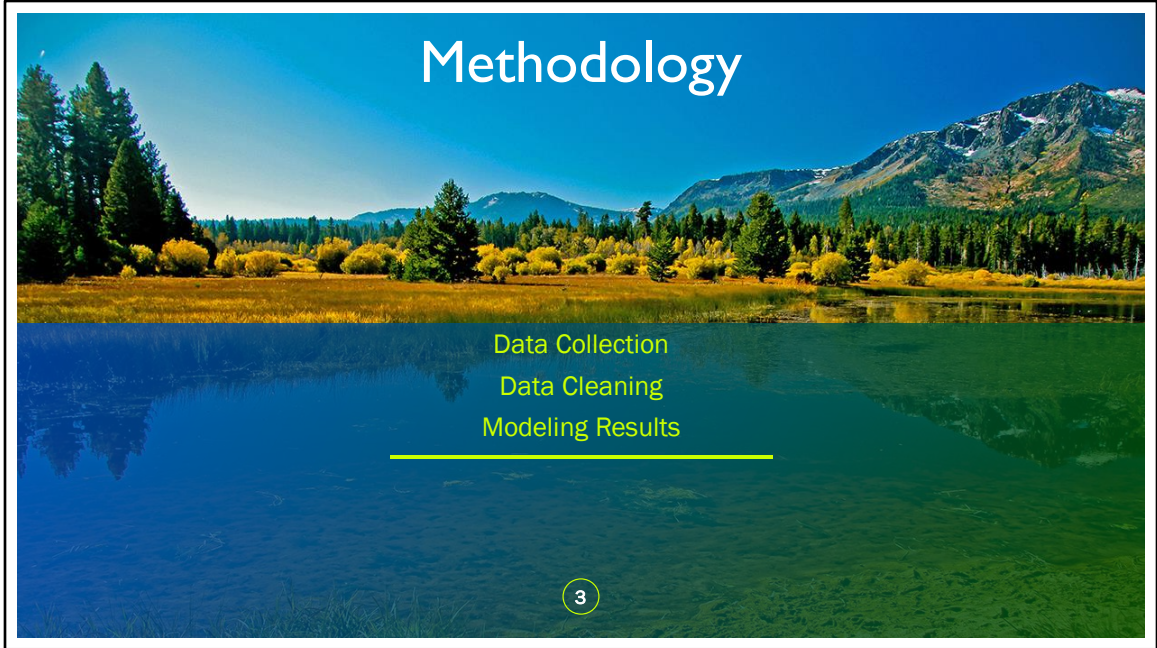 Methodology
Data Collection
Data Cleaning
Modeling Results
3